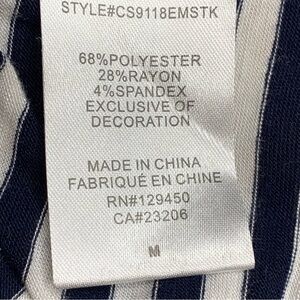 STYLE#CS9118EMSTK
68%POLYESTER
28%RAYON
4%SPANDEX
EXCLUSIVE OF
DECORATION
MADE IN CHINA
FABRIQUÉ EN CHINE
RN#129450
CA#23206
M